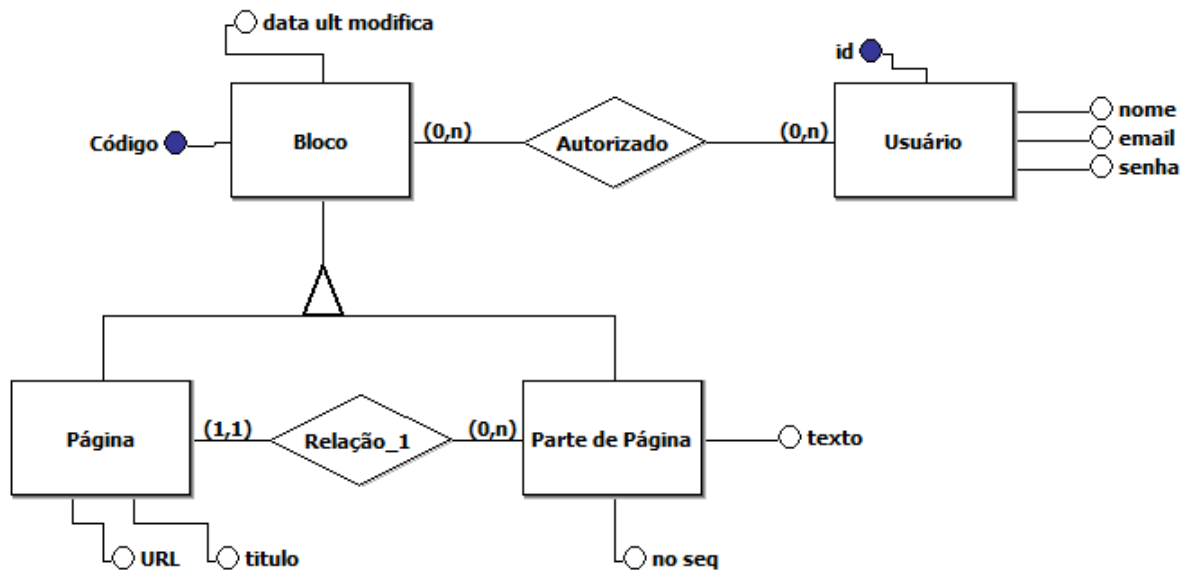 data ult modifica
id
Código
Bloco
(0,n)
Autorizado
(0,n)
Usuário
nome
email
senha
Página
(1,1)
Relação_1
(0,n)
Parte de Página
texto
URL
titulo
no seq